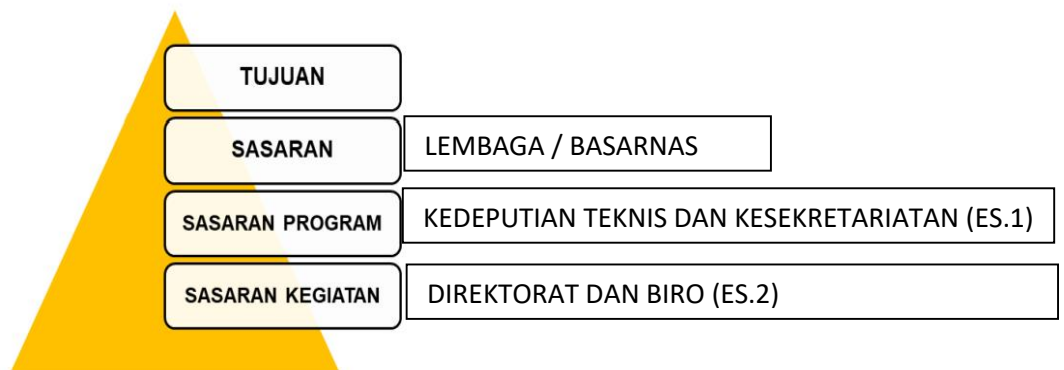 TUJUAN
SASARAN
LEMBAGA / BASARNAS
SASARAN PROGRAM
KEDEPUTIAN TEKNIS DAN KESEKRETARIATAN (ES.1)
SASARAN KEGIATAN
DIREKTORAT DAN BIRO (ES.2)